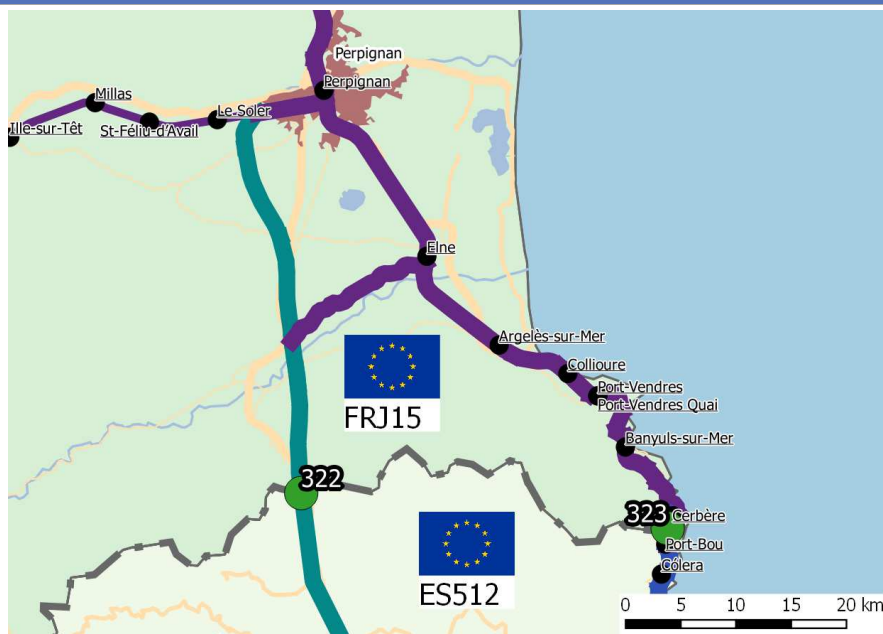 Perpignan
Perpignan
Millas
Le Soler
Ille-sur-Têt
St-Féliu-d'Avail
Elne
Argelès-sur-Mer
FRJ15
Collioure
Port-Vendres
Port-Vendres Quai
Banyuls-sur-Mer
322
323
Cerbère
Port-Bou
Cólera
ES512
0 5 10 15 20 km